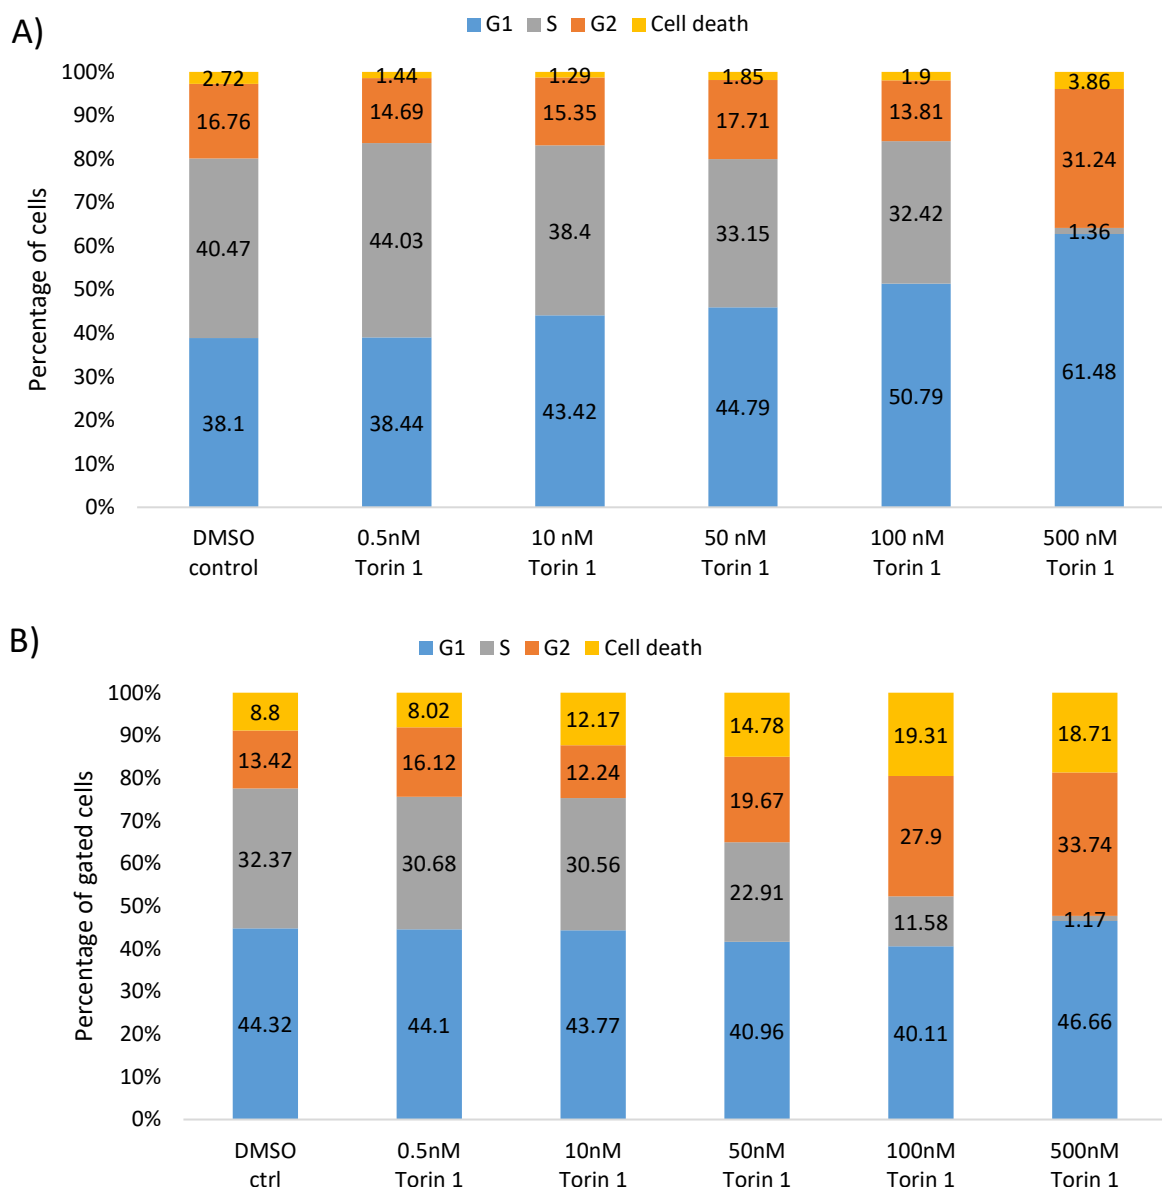 A)
G1 S G2 Cell death
Percentage of cells
100%
90%
80%
70%
60%
50%
40%
30%
20%
10%
0%
2.72 1.44 1.29 1.85 1.9 3.86
16.76 14.69 15.35 17.71 13.81 31.24
40.47 44.03 38.4 33.15 32.42 1.36
38.1 38.44 43.42 44.79 50.79 61.48
DMSO 0.5nM 10 nM 50 nM 100 nM 500 nM
control Torin 1 Torin 1 Torin 1 Torin 1 Torin 1
B)
G1 S G2 Cell death
Percentage of gated cells
100%
90%
80%
70%
60%
50%
40%
30%
20%
10%
0%
8.8 8.02 12.17 14.78 19.31 18.71
13.42 16.12 12.24 19.67 27.9 33.74
32.37 30.68 30.56 22.91 11.58 1.17
44.32 44.1 43.77 40.96 40.11 46.66
DMSO 0.5nM 10nM 50nM 100nM 500nM
ctrl Torin 1 Torin 1 Torin 1 Torin 1 Torin 1